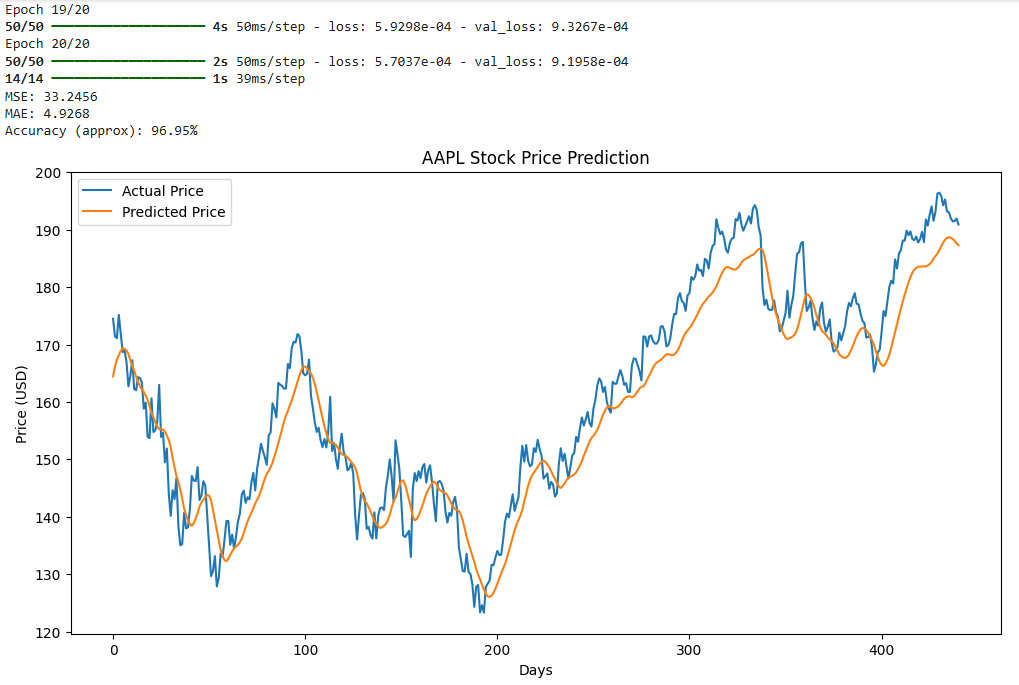 Epoch 19/20
50/50 ━━━━━━━━━━━━━━━━━━━━ 4s 50ms/step - loss: 5.9298e-04 - val_loss: 9.3267e-04
Epoch 20/20
50/50 ━━━━━━━━━━━━━━━━━━━━ 2s 50ms/step - loss: 5.7037e-04 - val_loss: 9.1958e-04
14/14 ━━━━━━━━━━━━━━━━━━━━ 1s 39ms/step
MSE: 33.2456
MAE: 4.9268
Accuracy (approx): 96.95%
AAPL Stock Price Prediction
Actual Price
Predicted Price
Price (USD)
200
190
180
170
160
150
140
130
120
0 100 200 300 400
Days